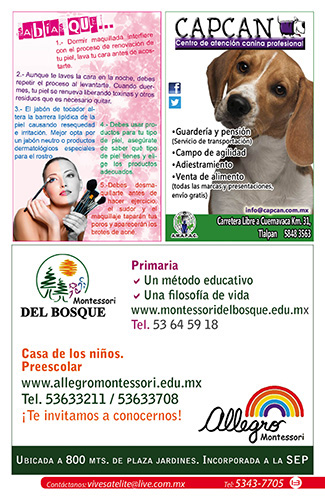 Sabías que...
1.- Dormir maquillada, interfiere
con el proceso de renovación de
tu piel, lava tu cara antes de acos-
tarte.
2.- Aunque te laves la cara en la noche, debes
repetir el proceso al levantarte. Cuando duer-
mes, tu piel se renueva liberando toxinas y otros
residuos que es necesario quitar.
3.- El jabón de tocador al-
tera la barrera lipídica de la
piel causando resequedad
e irritación. Mejor opta por
un jabón neutro o productos
dermatológicos especiales
para el rostro.
4.- Debes usar pro-
ductos para tu tipo
de piel, asegúrate
de saber qué tipo
de piel tienes y eli-
ge los productos
adecuados.
5.-Debes desma-
quillarte antes de
hacer ejercicio,
el sudor y el
maquillaje taparán tus
poros y aparecerán los
brotes de acné.
CAPCAN
Centro de atención canina profesional
•Guardería y pensión
(Servicio de transportación)
•Campo de agilidad
•Adiestramiento
•Venta de alimento
(todas las marcas y presentaciones,
envío gratis)
info@capcan.com.mx
Carretera Libre a Cuernavaca Km. 31,
Tlalpan 5848 3563
Montessori
DEL BOSQUE
Primaria
Un método educativo
Una filosofía de vida
www.montessoridelbosque.edu.mx
Tel. 53 64 59 18
Casa de los niños.
Preescolar
www.allegromontessori.edu.mx
Tel. 53633211 / 53633708
¡Te invitamos a conocernos!
Allegro
Montessori
UBICADA A 800 MTS. DE PLAZA JARDINES. INCORPORADA A LA SEP
Contáctanos:vivesatelite@live.com.mx Tel: 5343-7705